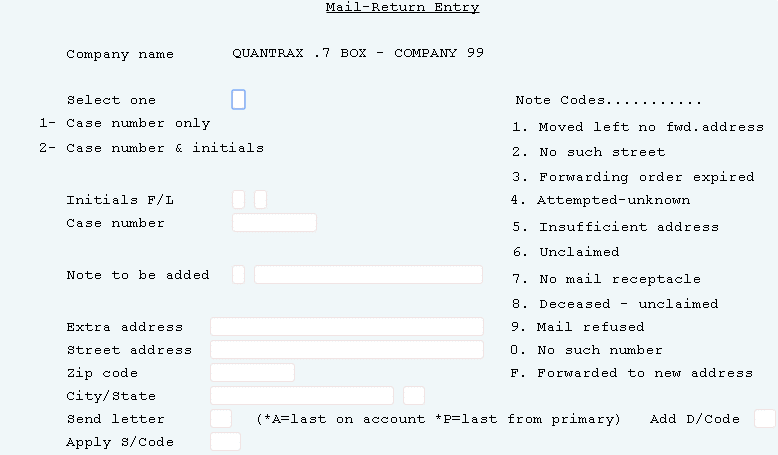 Mail-Return Entry
Company name QUANTRAX .7 BOX - COMPANY 99
Select one
1- Case number only
2- Case number & initials
Initials F/L
Case number
Note to be added
Extra address
Street address
Zip code
City/State
Send letter (*A=last on account *P=last from primary) Add D/Code
Apply S/Code
Note Codes...........
1. Moved left no fwd.address
2. No such street
3. Forwarding order expired
4. Attempted-unknown
5. Insufficient address
6. Unclaimed
7. No mail receptacle
8. Deceased - unclaimed
9. Mail refused
0. No such number
F. Forwarded to new address